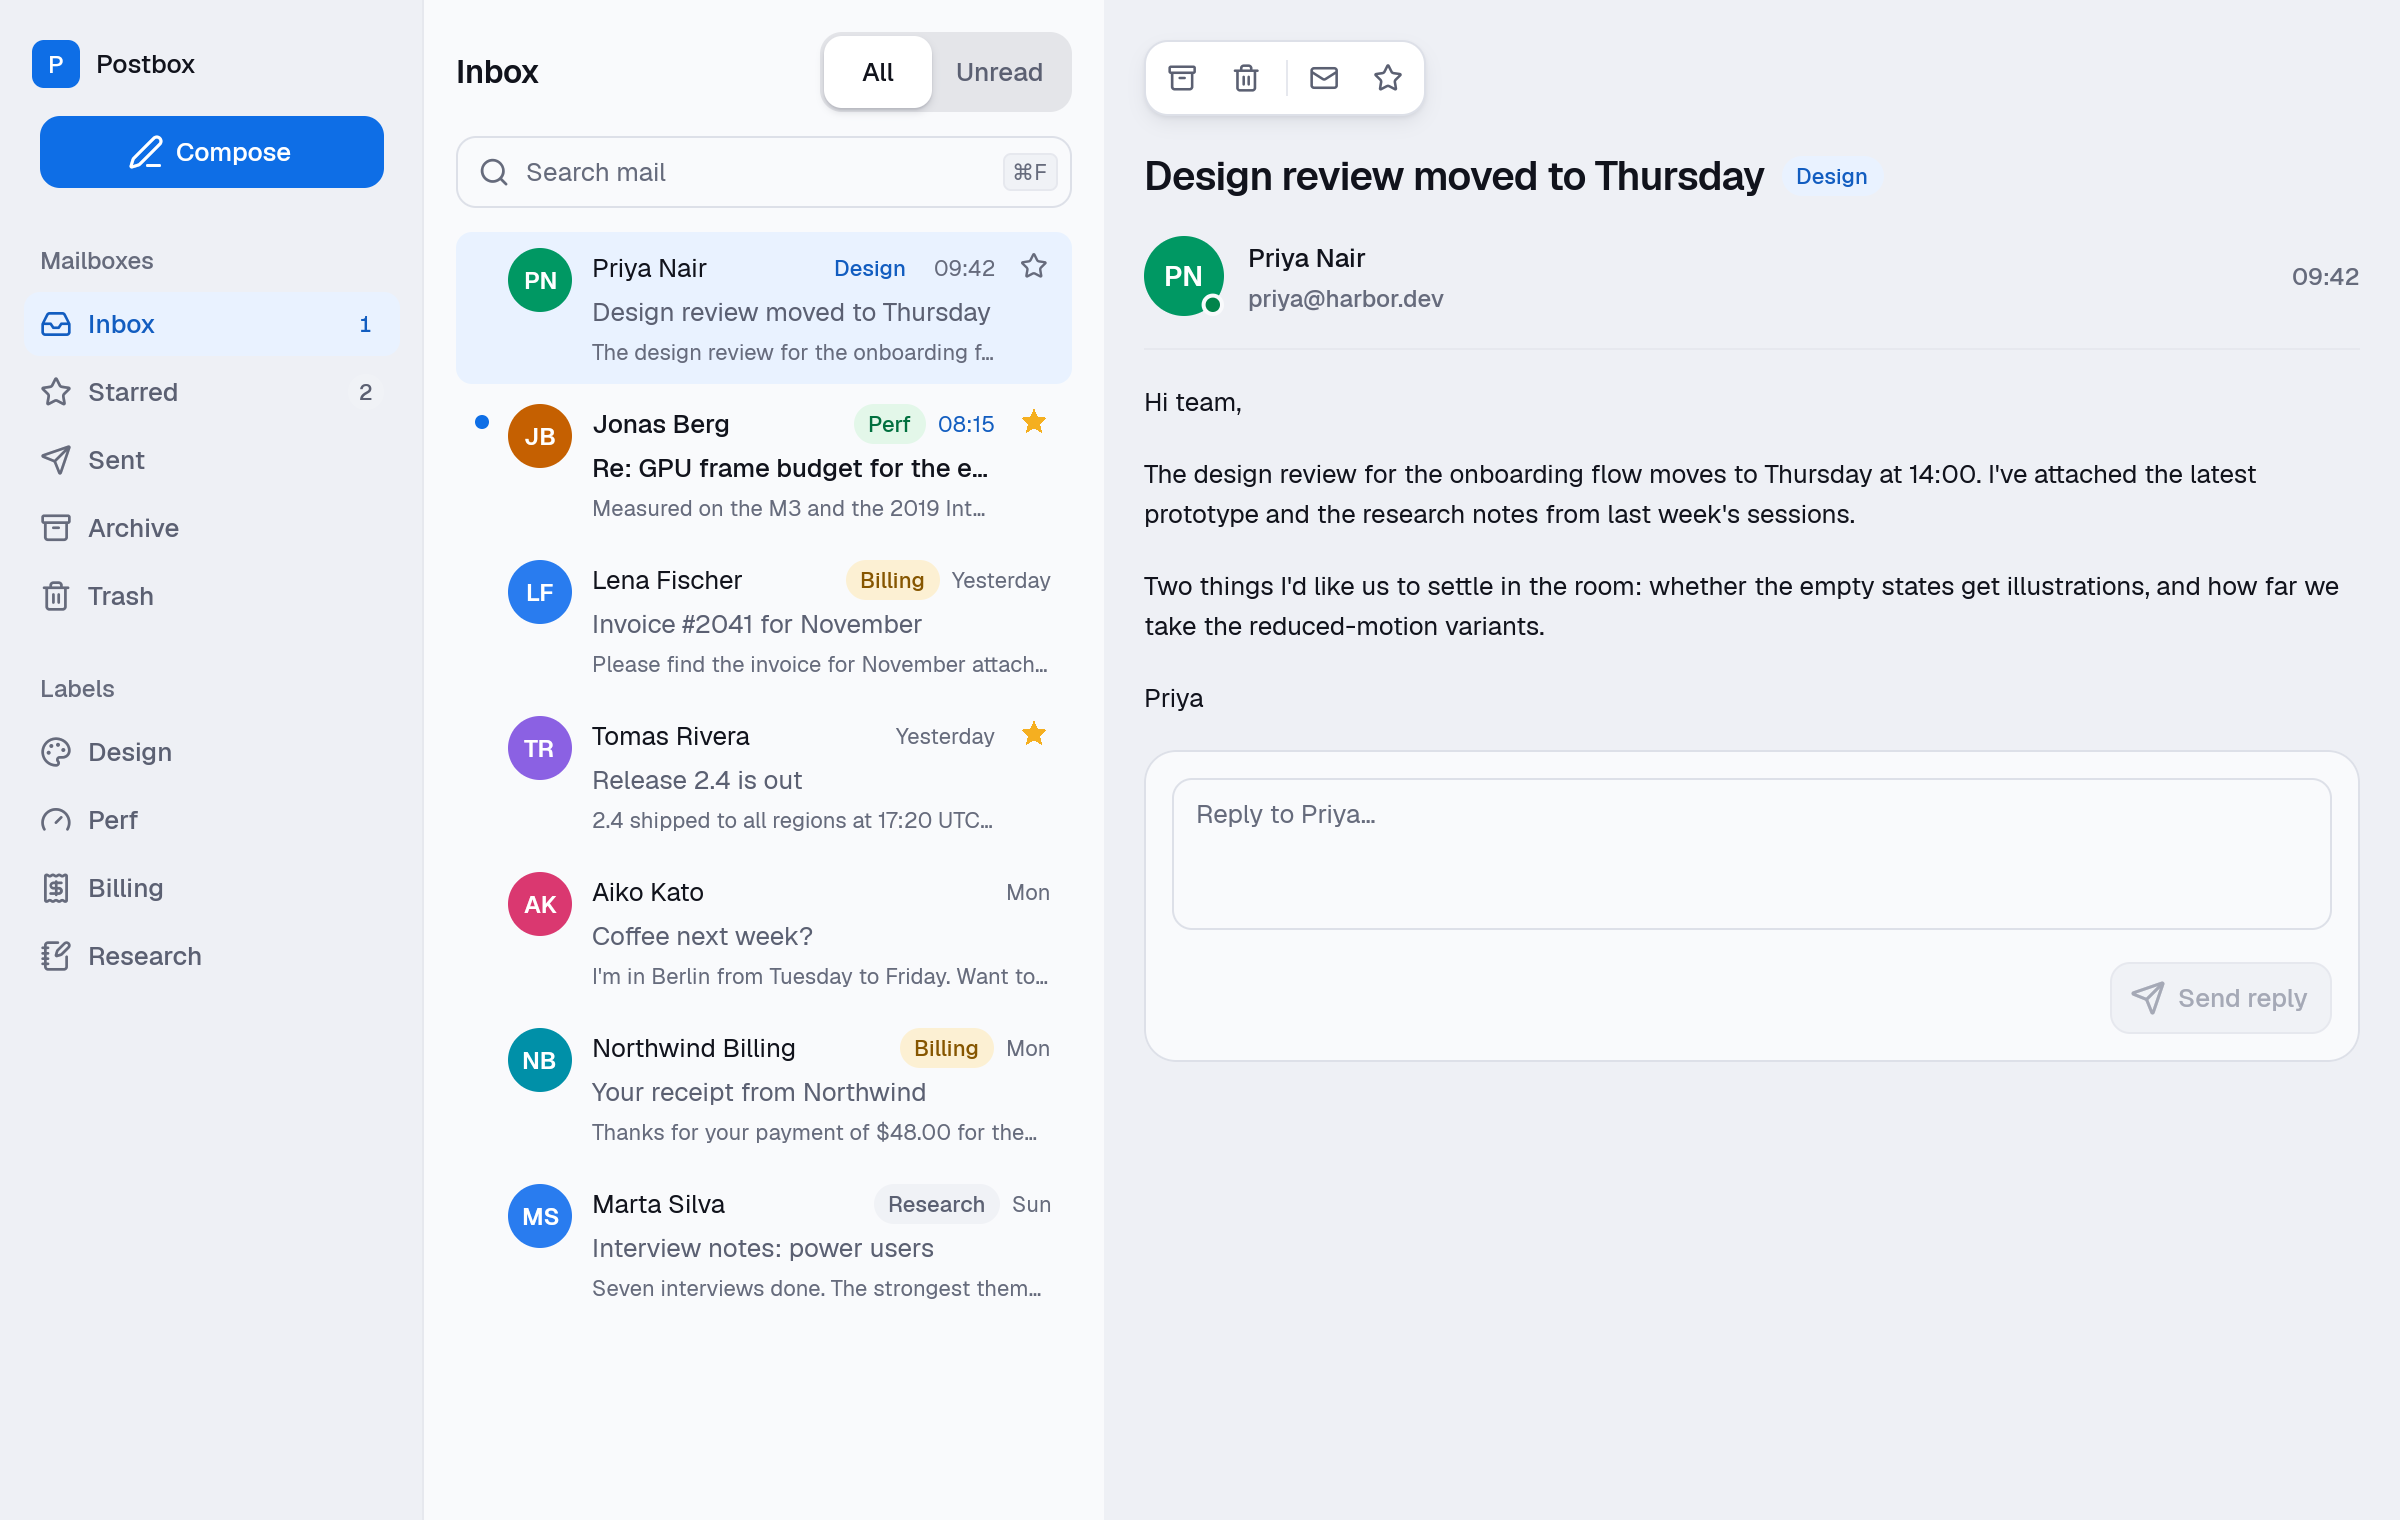 P
Postbox
Compose
Mailboxes
Inbox 1
Starred 2
Sent
Archive
Trash
Labels
Design
Perf
Billing
Research
Inbox
All Unread
Search mail ⌘F
PN Priya Nair Design 09:42
Design review moved to Thursday
The design review for the onboarding f…
JB Jonas Berg Perf 08:15
Re: GPU frame budget for the e…
Measured on the M3 and the 2019 Int…
LF Lena Fischer Billing Yesterday
Invoice #2041 for November
Please find the invoice for November attach…
TR Tomas Rivera Yesterday
Release 2.4 is out
2.4 shipped to all regions at 17:20 UTC…
AK Aiko Kato Mon
Coffee next week?
I'm in Berlin from Tuesday to Friday. Want to…
NB Northwind Billing Billing Mon
Your receipt from Northwind
Thanks for your payment of $48.00 for the…
MS Marta Silva Research Sun
Interview notes: power users
Seven interviews done. The strongest them…
Design review moved to Thursday Design
PN Priya Nair
priya@harbor.dev
09:42
Hi team,
The design review for the onboarding flow moves to Thursday at 14:00. I've attached the latest
prototype and the research notes from last week's sessions.
Two things I'd like us to settle in the room: whether the empty states get illustrations, and how far we
take the reduced-motion variants.
Priya
Reply to Priya…
Send reply